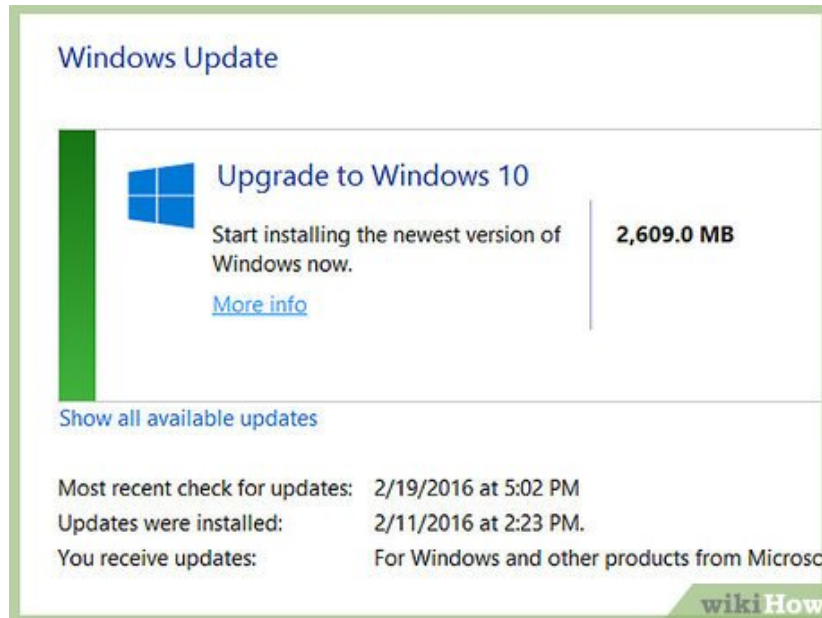 Windows Update
Upgrade to Windows 10
Start installing the newest version of
Windows now.
2,609.0 MB
More info
Show all available updates
Most recent check for updates: 2/19/2016 at 5:02 PM
Updates were installed: 2/11/2016 at 2:23 PM.
You receive updates: For Windows and other products from Microso
wikiHow